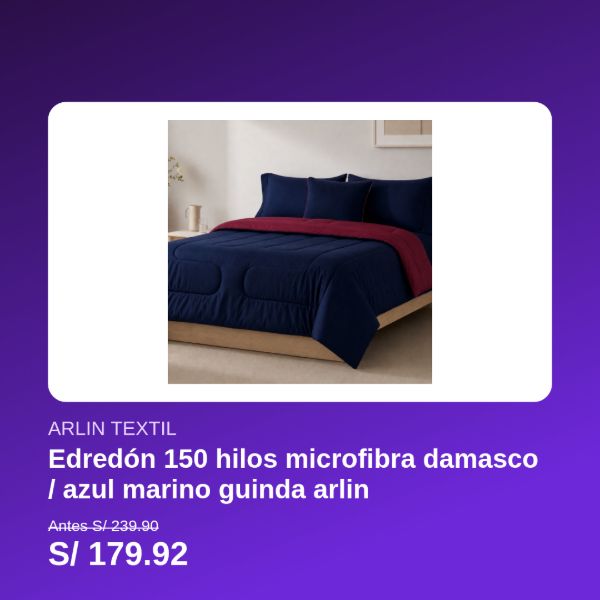 ARLIN TEXTIL
Edredón 150 hilos microfibra damasco
/ azul marino guinda arlin
Antes S/ 239.90
S/ 179.92